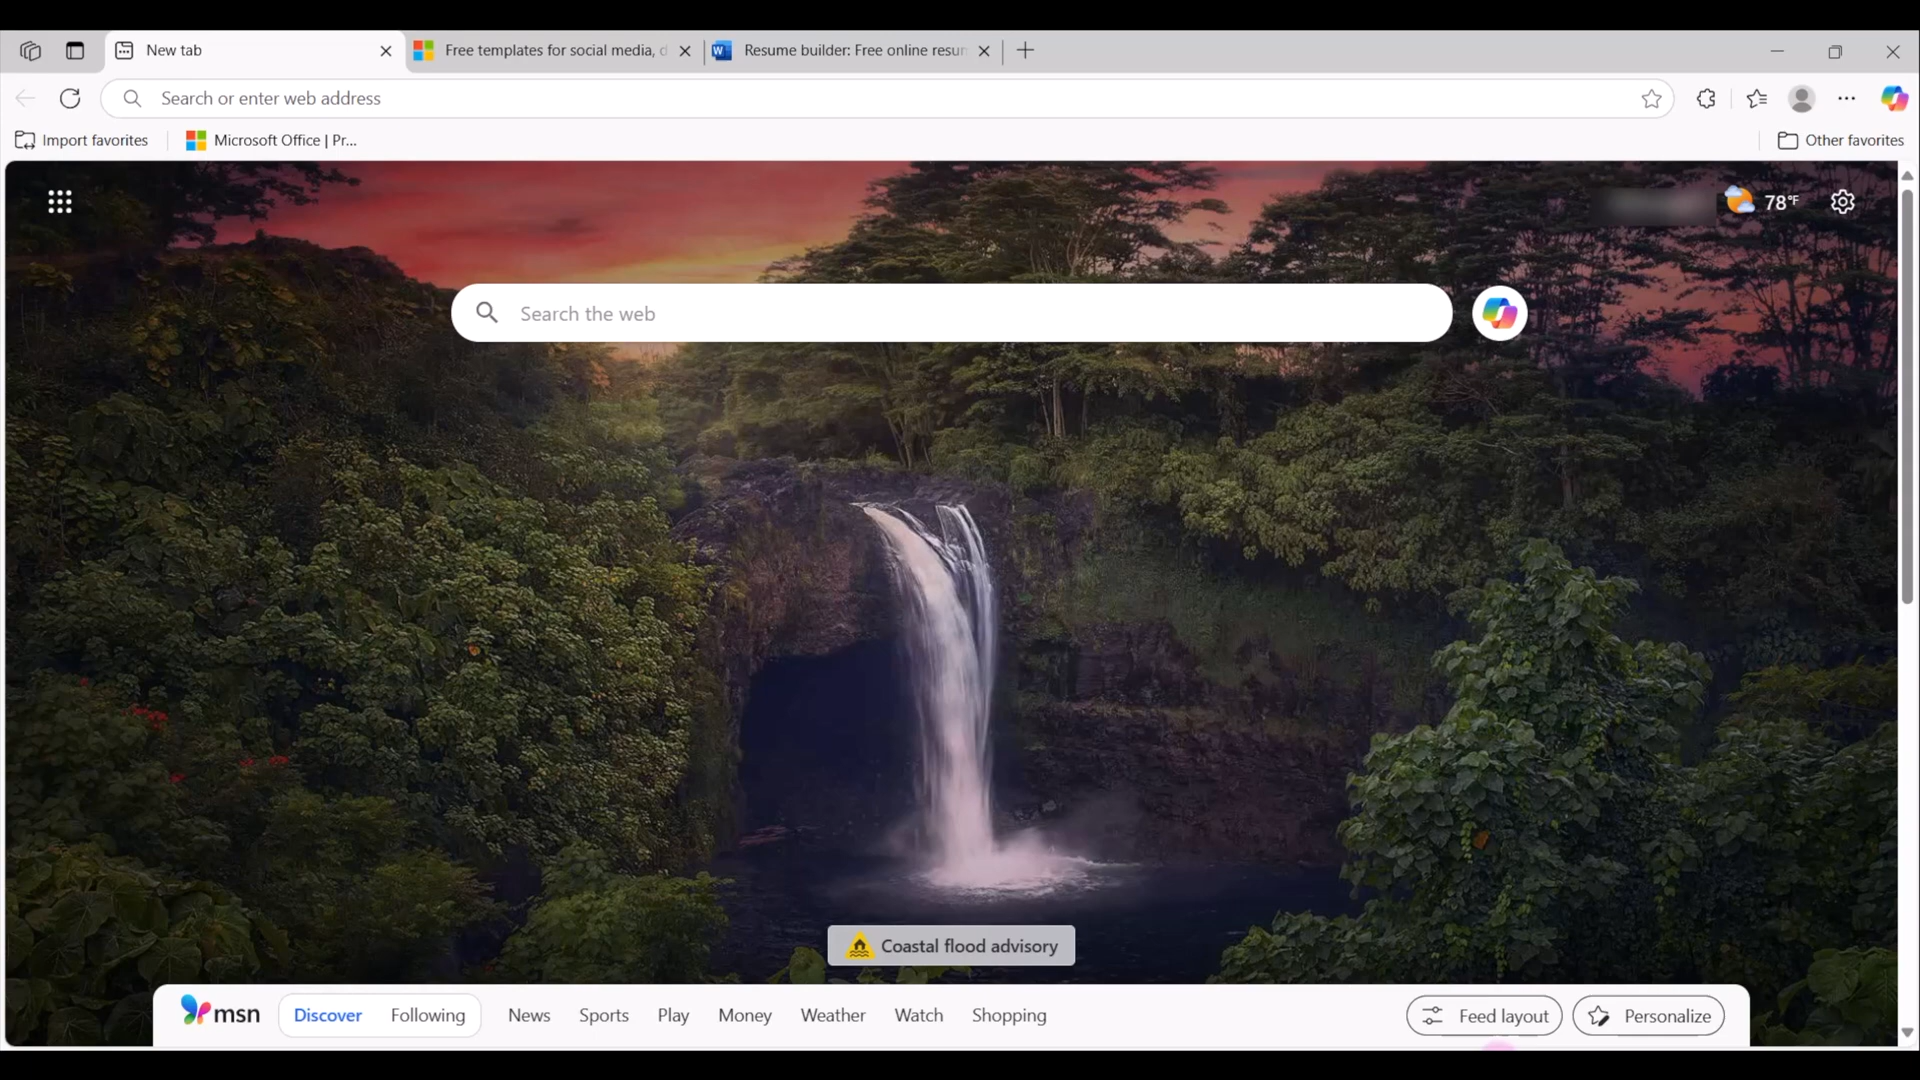 New tab
Free templates for social media, d
Resume builder: Free online resum
Search or enter web address
Import favorites
Microsoft Office | Pr...
Other favorites
78°F
Search the web
Coastal flood advisory
msn
Discover
Following
News
Sports
Play
Money
Weather
Watch
Shopping
Feed layout
Personalize